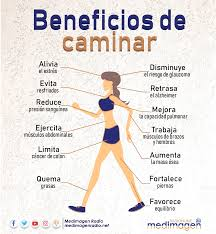 Beneficios de
caminar
Alivia
el estrés
Evita
resfriados
Reduce
presión sanguínea
Ejercita
músculos abdominales
Limita
cáncer de colon
Quema
grasas
Disminuye
el riesgo de glaucoma
Retrasa
el alzheimer
Mejora
la capacidad pulmonar
Trabaja
músculos de brazos
y hombros
Aumenta
la masa ósea
Fortalece
piernas
Favorece
equilibrio
Medimagen Radio
medimagenradio.net
medimagen